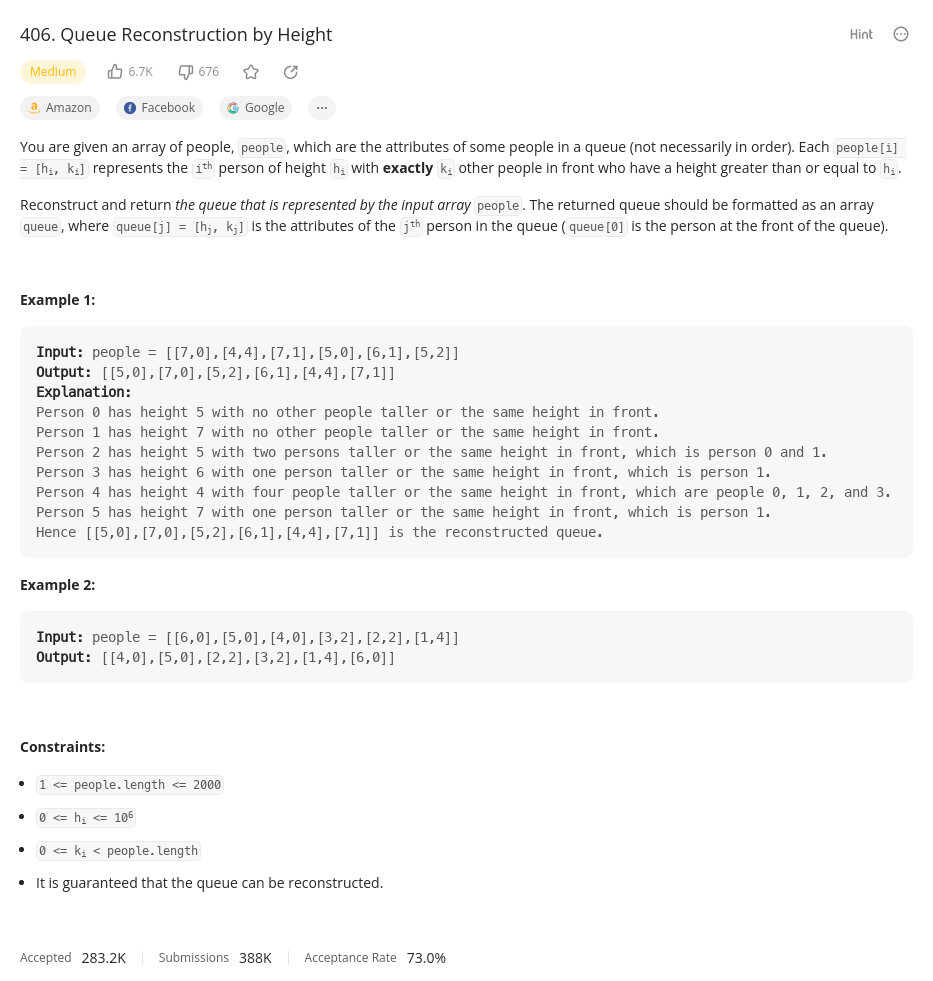 406. Queue Reconstruction by Height
Hint
Medium
6.7K
676
Amazon
Facebook
Google
...
You are given an array of people, people, which are the attributes of some people in a queue (not necessarily in order). Each people[i]
= [hᵢ, kᵢ] represents the iᵗʰ person of height hᵢ with exactly kᵢ other people in front who have a height greater than or equal to hᵢ.
Reconstruct and return the queue that is represented by the input array people. The returned queue should be formatted as an array
queue, where queue[j] = [hⱼ, kⱼ] is the attributes of the jᵗʰ person in the queue (queue[0] is the person at the front of the queue).
Example 1:
Input: people = [[7,0],[4,4],[7,1],[5,0],[6,1],[5,2]]
Output: [[5,0],[7,0],[5,2],[6,1],[4,4],[7,1]]
Explanation:
Person 0 has height 5 with no other people taller or the same height in front.
Person 1 has height 7 with no other people taller or the same height in front.
Person 2 has height 5 with two persons taller or the same height in front, which is person 0 and 1.
Person 3 has height 6 with one person taller or the same height in front, which is person 1.
Person 4 has height 4 with four people taller or the same height in front, which are people 0, 1, 2, and 3.
Person 5 has height 7 with one person taller or the same height in front, which is person 1.
Hence [[5,0],[7,0],[5,2],[6,1],[4,4],[7,1]] is the reconstructed queue.
Example 2:
Input: people = [[6,0],[5,0],[4,0],[3,2],[2,2],[1,4]]
Output: [[4,0],[5,0],[2,2],[3,2],[1,4],[6,0]]
Constraints:
• 1 <= people.length <= 2000
• 0 <= hᵢ <= 10⁶
• 0 <= kᵢ < people.length
• It is guaranteed that the queue can be reconstructed.
Accepted 283.2K Submissions 388K Acceptance Rate 73.0%